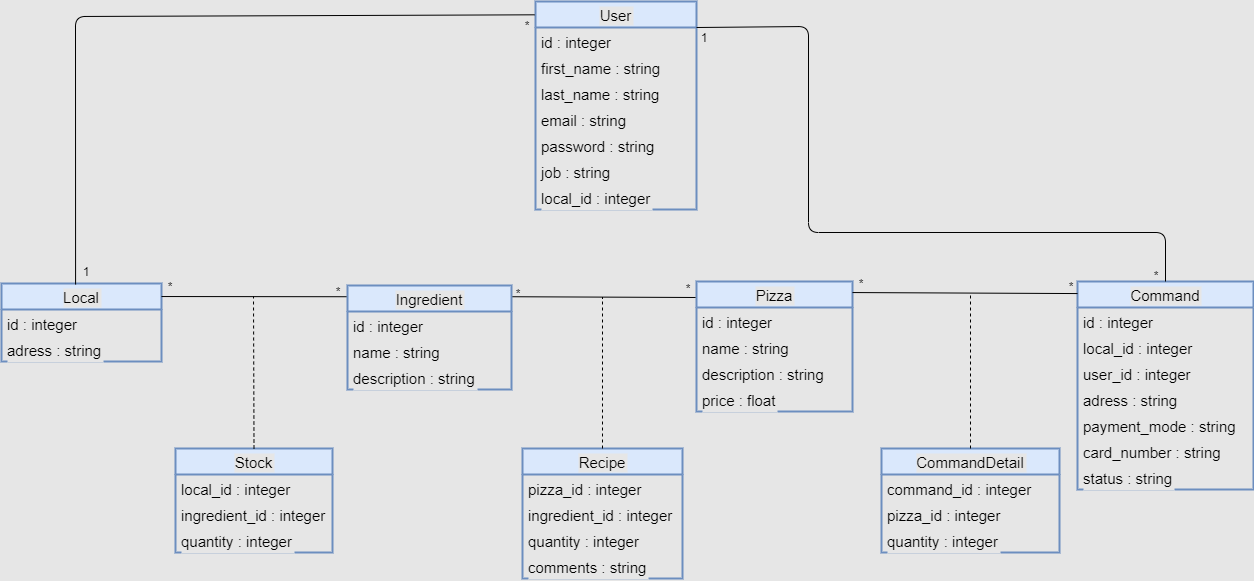 User
*
1
id : integer
first_name : string
last_name : string
email : string
password : string
job : string
local_id : integer
1
*
Local
id : integer
adress : string
*
*
Ingredient
id : integer
name : string
description : string
*
*
Pizza
id : integer
name : string
description : string
price : float
*
*
Command
id : integer
local_id : integer
user_id : integer
adress : string
payment_mode : string
card_number : string
status : string
Stock
local_id : integer
ingredient_id : integer
quantity : integer
Recipe
pizza_id : integer
ingredient_id : integer
quantity : integer
comments : string
CommandDetail
command_id : integer
pizza_id : integer
quantity : integer